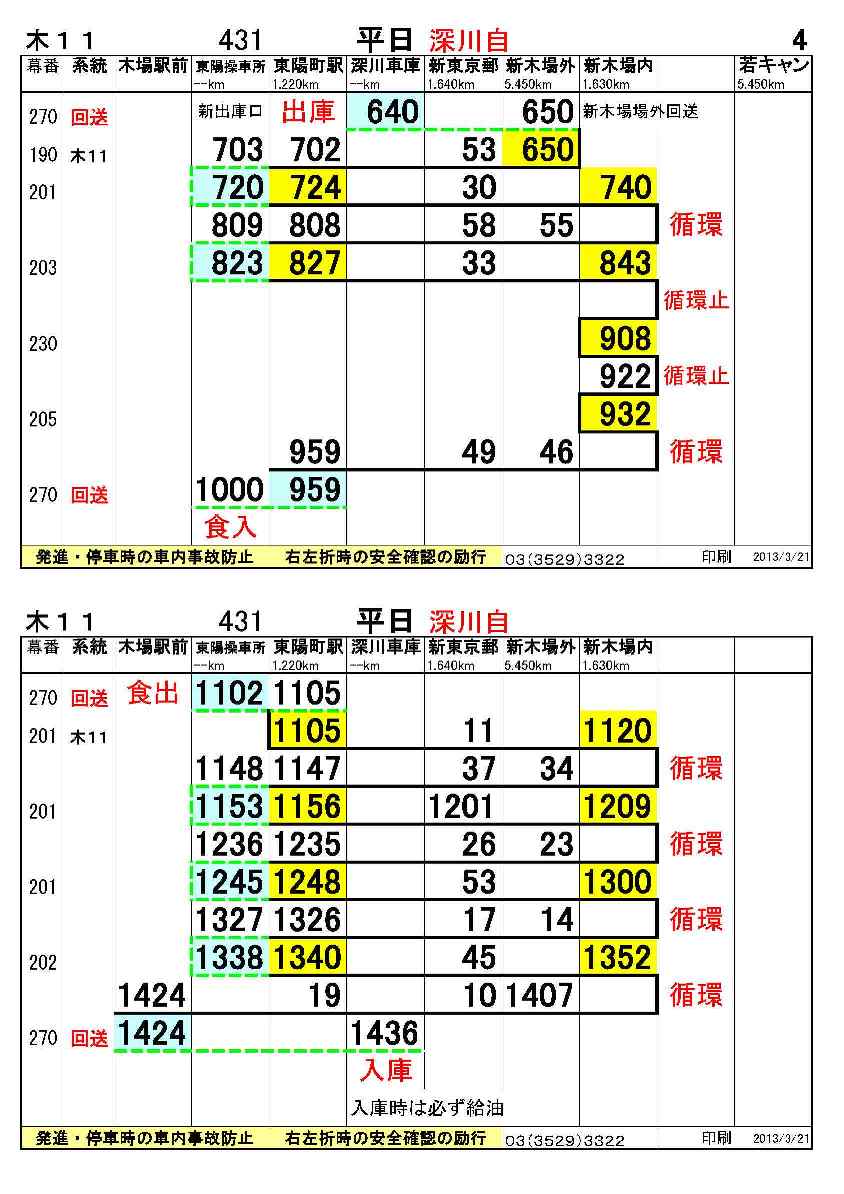 木１１ 431 平日 深川自 4
幕番 系統 木場駅前 東陽操車所 東陽町駅 深川車庫 新東京郵 新木場外 新木場内 若キャン
--km 1.220km --km 1.640km 5.450km 1.630km 5.450km
270 回送 新出庫口 出庫 640 650 新木場場外回送
190 木11 703 702 53 650
201 720 724 30 740
809 808 58 55 循環
203 823 827 33 843
循環止
230 908
922 循環止
205 932
959 49 46 循環
270 回送 1000 959
食入
発進・停車時の車内事故防止 右左折時の安全確認の励行 03(3529)3322 印刷 2013/3/21
木１１ 431 平日 深川自
幕番 系統 木場駅前 東陽操車所 東陽町駅 深川車庫 新東京郵 新木場外 新木場内
--km 1.220km --km 1.640km 5.450km 1.630km
270 回送 食出 1102 1105
201 木11 1105 11 1120
1148 1147 37 34 循環
201 1153 1156 1201 1209
1236 1235 26 23 循環
201 1245 1248 53 1300
1327 1326 17 14 循環
202 1338 1340 45 1352
1424 19 10 1407 循環
270 回送 1424 1436
入庫
入庫時は必ず給油
発進・停車時の車内事故防止 右左折時の安全確認の励行 03(3529)3322 印刷 2013/3/21